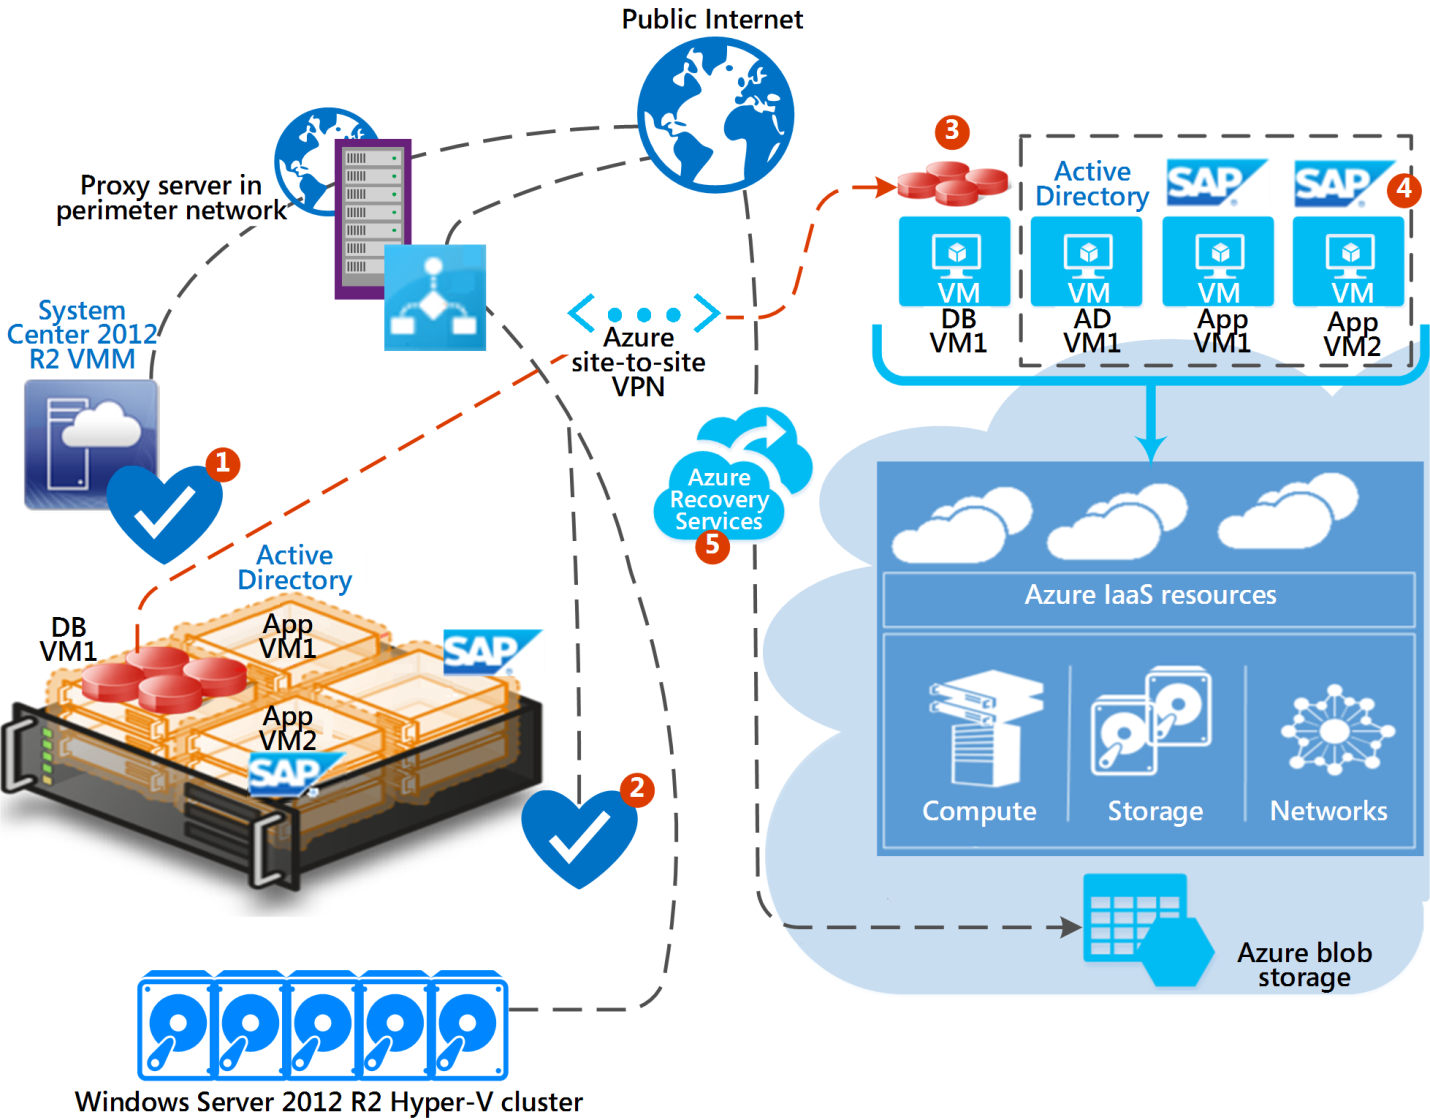 Public Internet
Proxy server in
perimeter network
System
Center 2012
R2 VMM
1
Azure
site-to-site
VPN
3
Active
Directory
SAP
®
SAP
®
4
VM
VM
VM
VM
DB
VM1
AD
VM1
App
VM1
App
VM2
Azure
Recovery
Services
5
Active
Directory
DB
VM1
App
VM1
SAP
®
App
VM2
SAP
®
2
Azure IaaS resources
Compute
Storage
Networks
Azure blob
storage
Windows Server 2012 R2 Hyper-V cluster